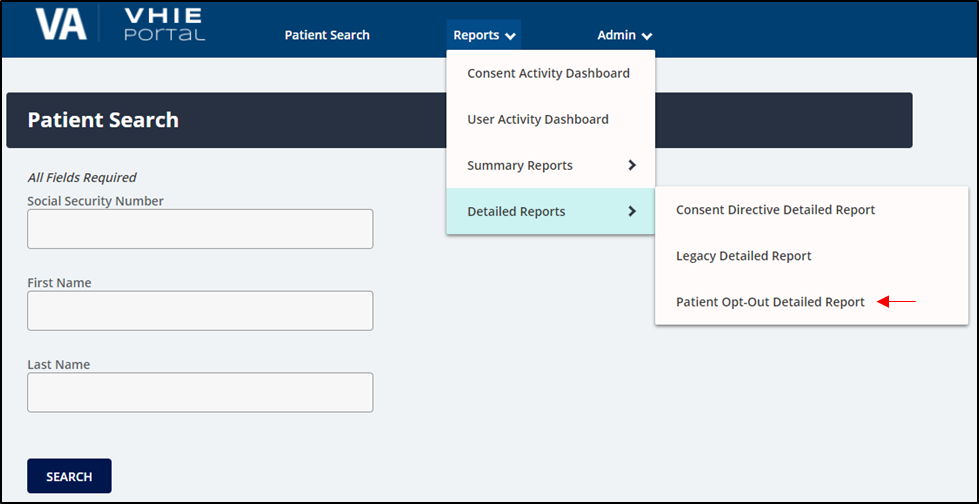 VA VHIE PORTAL
Patient Search
Reports
Admin
Consent Activity Dashboard
User Activity Dashboard
Summary Reports
Detailed Reports
Consent Directive Detailed Report
Legacy Detailed Report
Patient Opt-Out Detailed Report
Patient Search
All Fields Required
Social Security Number
First Name
Last Name
SEARCH